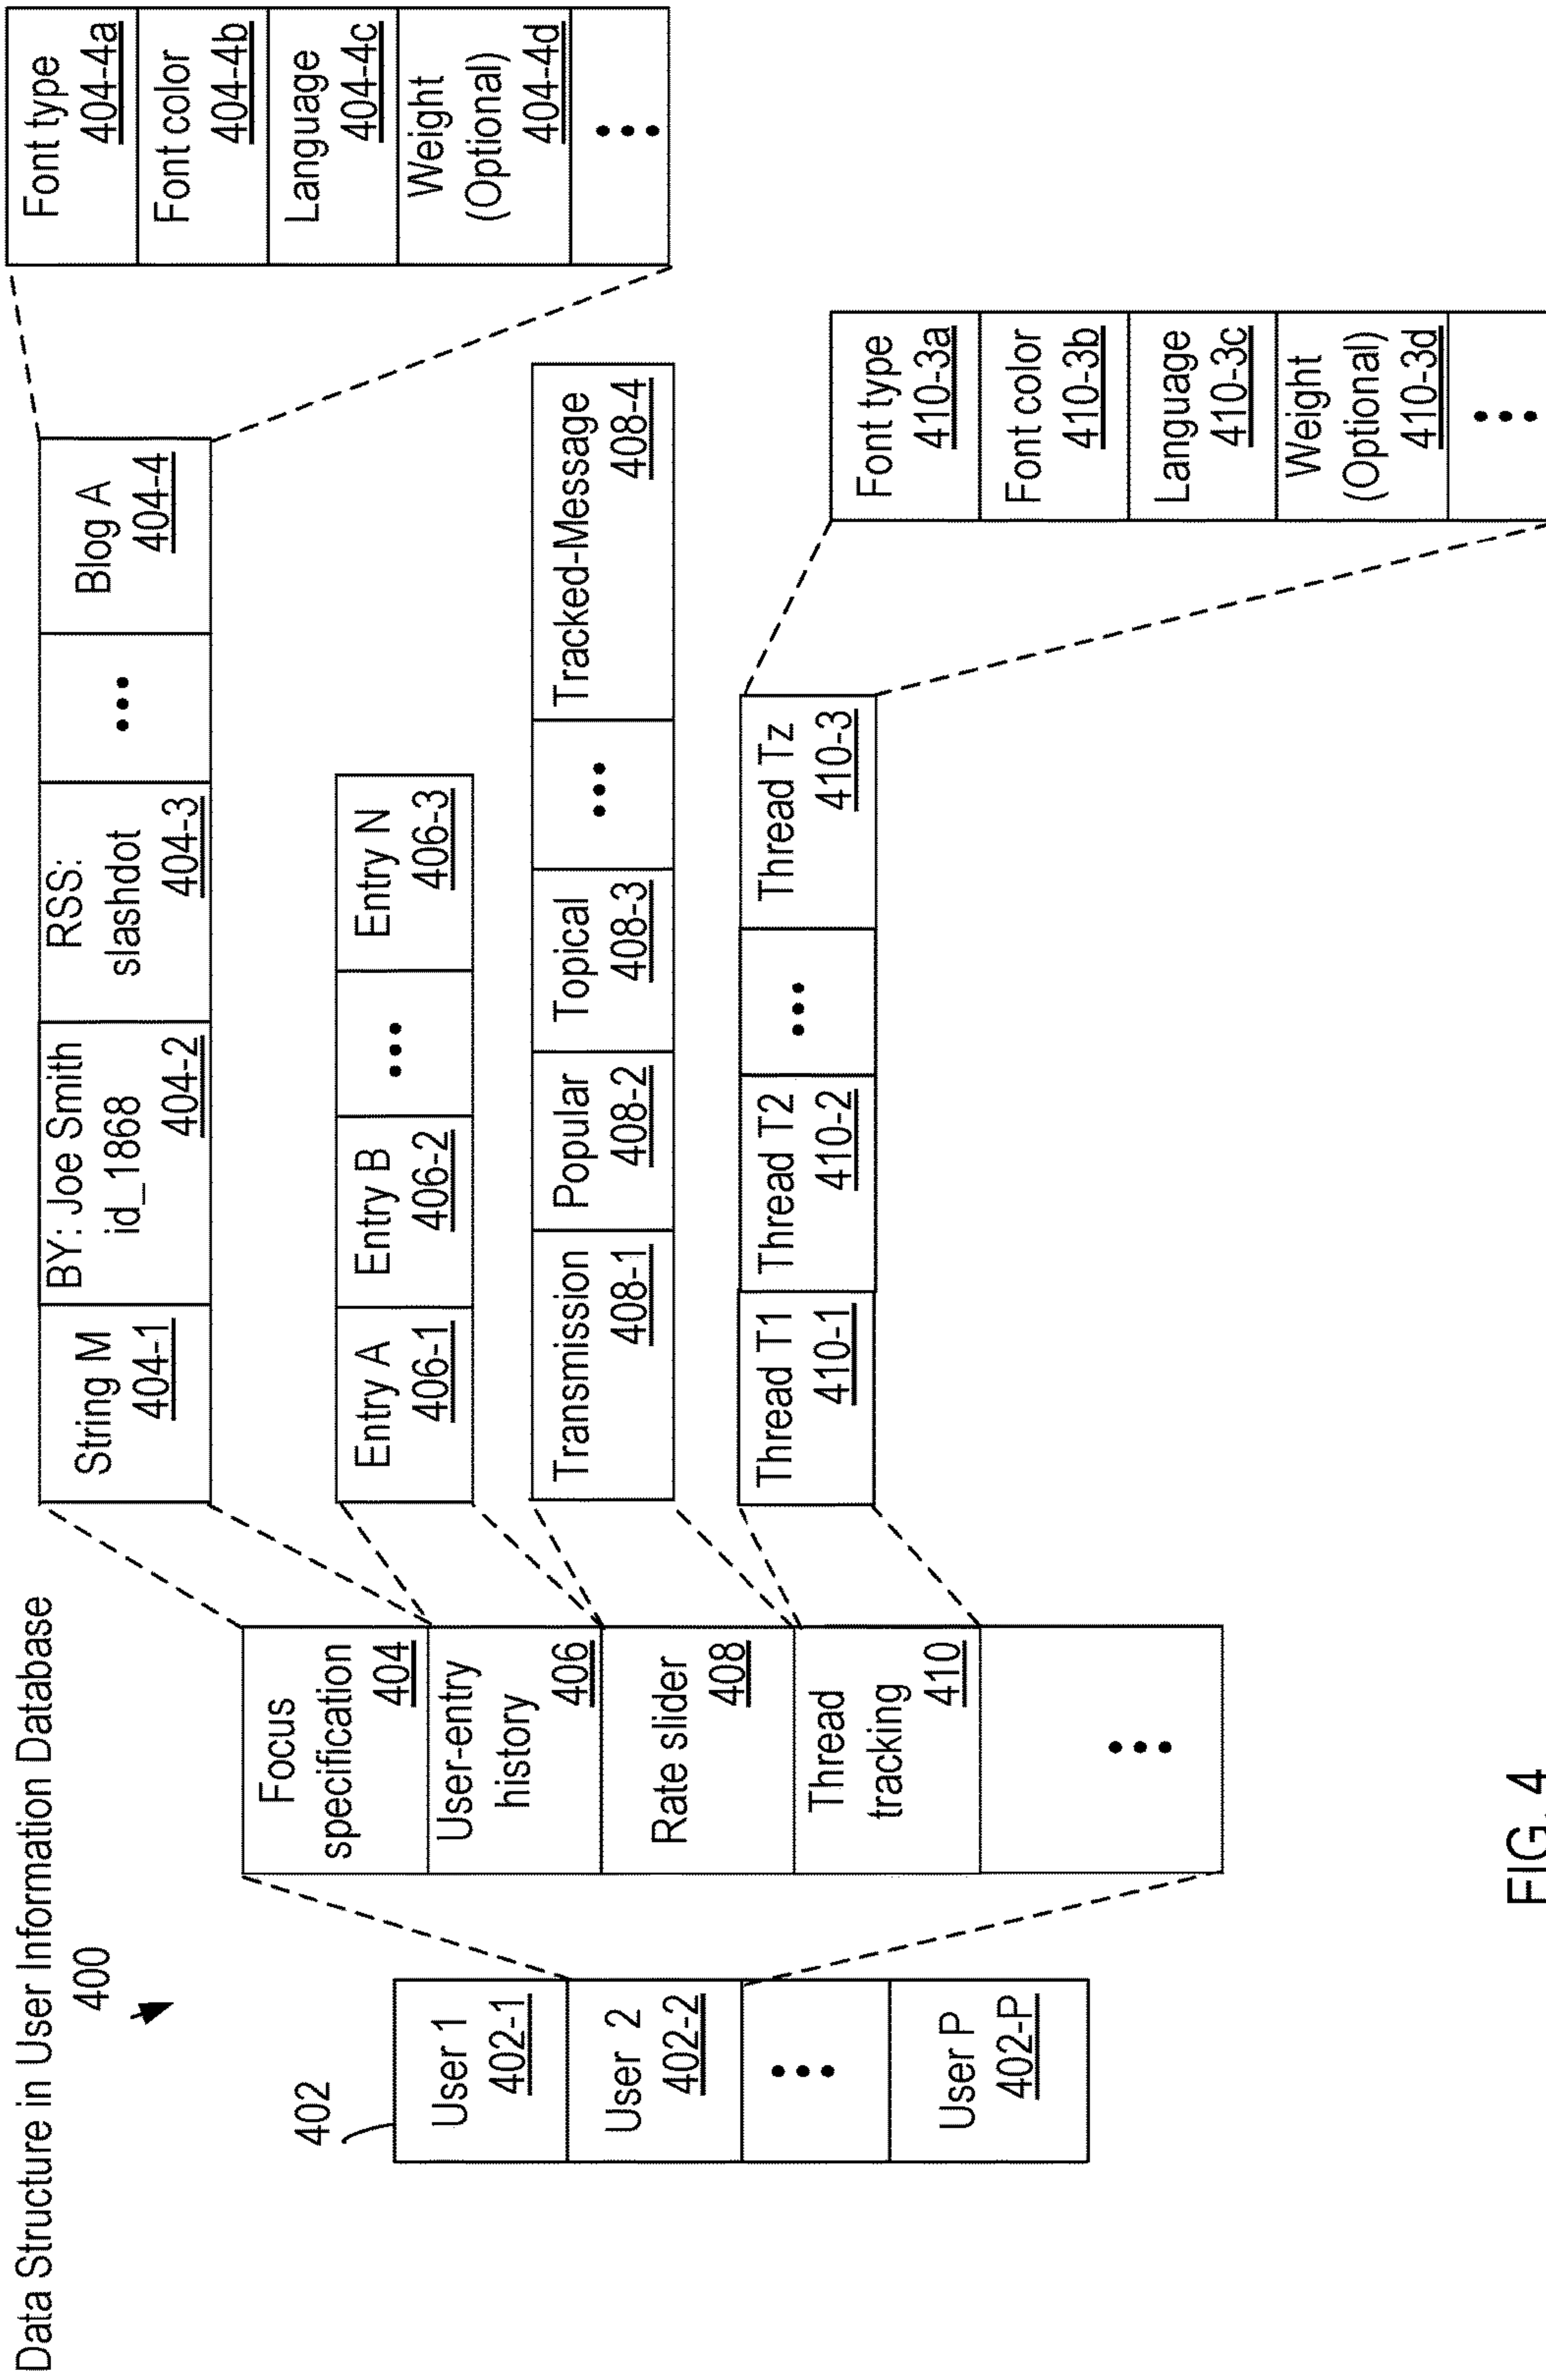 Data Structure in User Information Database
400
402
User 1
402-1
User 2
402-2
User P
402-P
Focus
specification
404
User-entry
history
406
Rate slider
408
Thread
tracking
410
String M
404-1
BY: Joe Smith
id_1868
404-2
RSS:
slashdot
404-3
Blog A
404-4
Font type
404-4a
Font color
404-4b
Language
404-4c
Weight
(Optional)
404-4d
Entry A
406-1
Entry B
406-2
Entry N
406-3
Transmission
408-1
Popular
408-2
Topical
408-3
Tracked-Message
408-4
Thread T1
410-1
Thread T2
410-2
Thread Tz
410-3
Font type
410-3a
Font color
410-3b
Language
410-3c
Weight
(Optional)
410-3d
FIG. 4